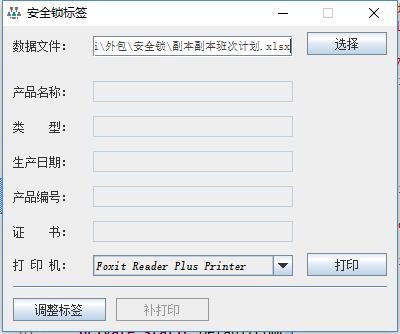 安全锁标签
数据文件： i\外包\安全锁\副本副本班次计划.xlsx 选择
产品名称：
类 型：
生产日期：
产品编号：
证 书：
打 印 机： Foxit Reader Plus Printer 打印
调整标签 补打印